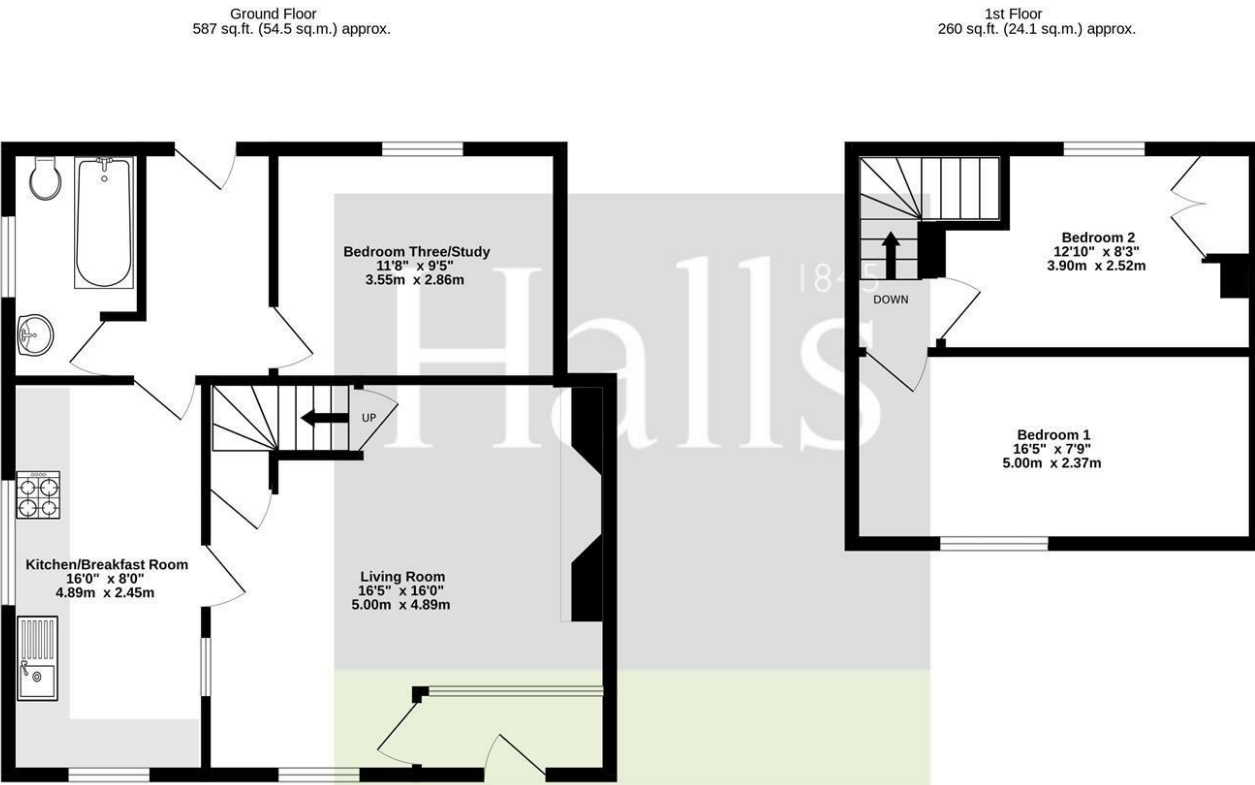 Ground Floor
587 sq.ft. (54.5 sq.m.) approx.
1st Floor
260 sq.ft. (24.1 sq.m.) approx.
Bedroom Three/Study
11'8" x 9'5"
3.55m x 2.86m
Bedroom 2
12'10" x 8'3"
3.90m x 2.52m
1845
Halls
DOWN
UP
Bedroom 1
16'5" x 7'9"
5.00m x 2.37m
Kitchen/Breakfast Room
16'0" x 8'0"
4.89m x 2.45m
Living Room
16'5" x 16'0"
5.00m x 4.89m